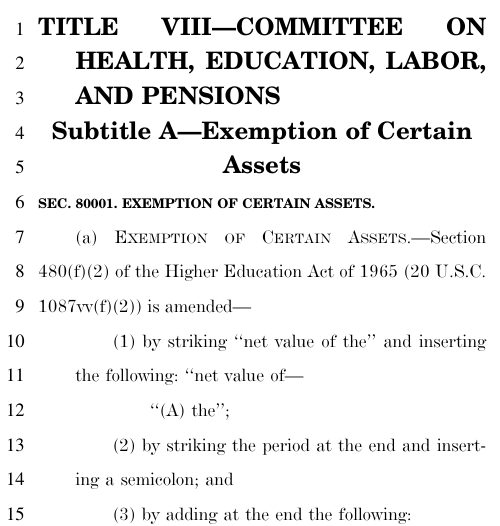 1 TITLE VIII—COMMITTEE ON
2 HEALTH, EDUCATION, LABOR,
3 AND PENSIONS
4 Subtitle A—Exemption of Certain
5 Assets
6 SEC. 80001. EXEMPTION OF CERTAIN ASSETS.
7 (a) EXEMPTION OF CERTAIN ASSETS.—Section
8 480(f)(2) of the Higher Education Act of 1965 (20 U.S.C.
9 1087vv(f)(2)) is amended—
10 (1) by striking ‘‘net value of the’’ and inserting
11 the following: ‘‘net value of—
12 ‘‘(A) the’’;
13 (2) by striking the period at the end and insert-
14 ing a semicolon; and
15 (3) by adding at the end the following: